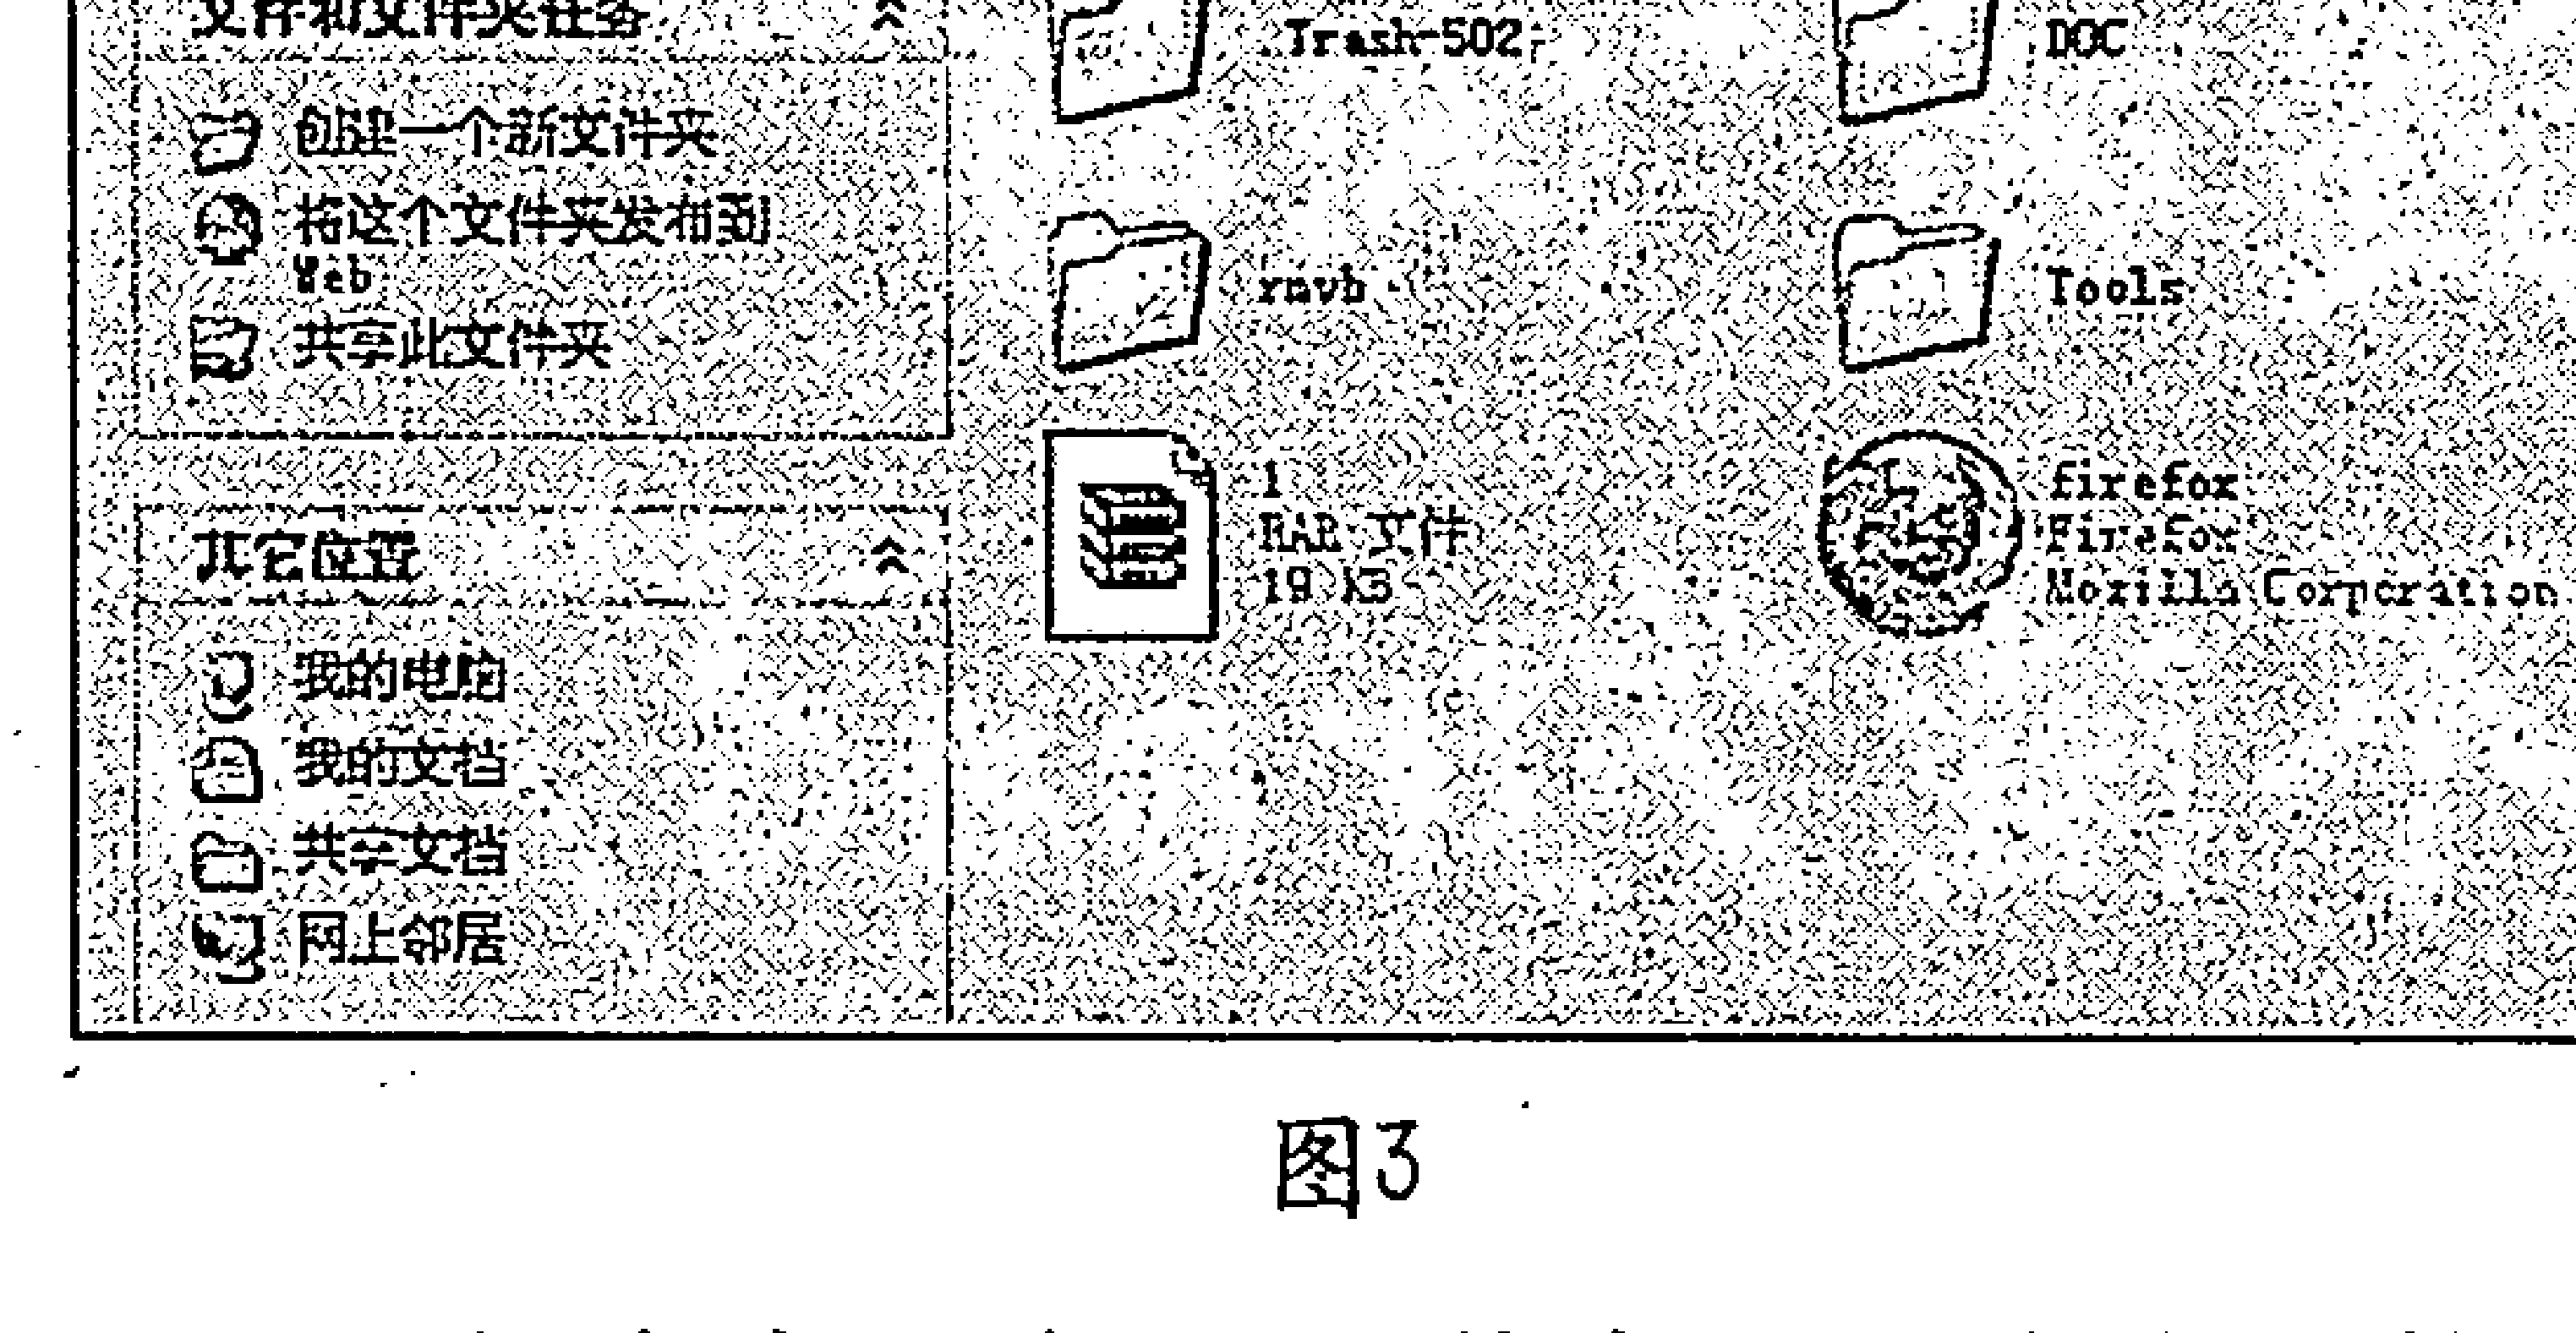 文件和文件夹任务
创建一个新文件夹
将这个文件夹发布到
Web
共享此文件夹
其它位置
我的电脑
我的文档
共享文档
网上邻居
Trash-502
DOC
rmvb
Tools
1
RAR 文件
19 KB
firefox
Firefox
Mozilla Corporation
图3